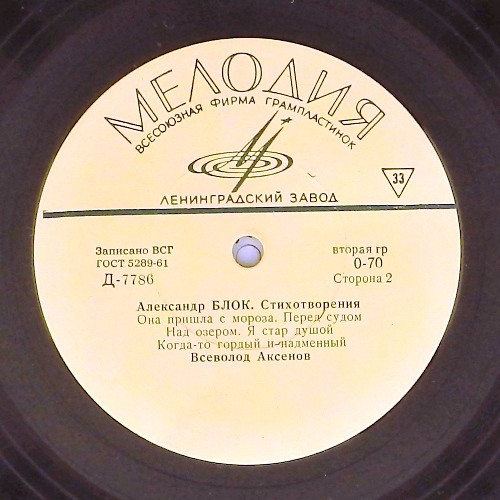 МЕЛОДИЯ
ВСЕСОЮЗНАЯ ФИРМА ГРАМПЛАСТИНОК
33
ЛЕНИНГРАДСКИЙ ЗАВОД
Записано ВСГ
ГОСТ 5289-61
Д-7786
вторая гр
0-70
Сторона 2
Александр БЛОК. Стихотворения
Она пришла с мороза. Перед судом
Над озером. Я стар душой
Когда-то гордый и надменный
Всеволод Аксенов